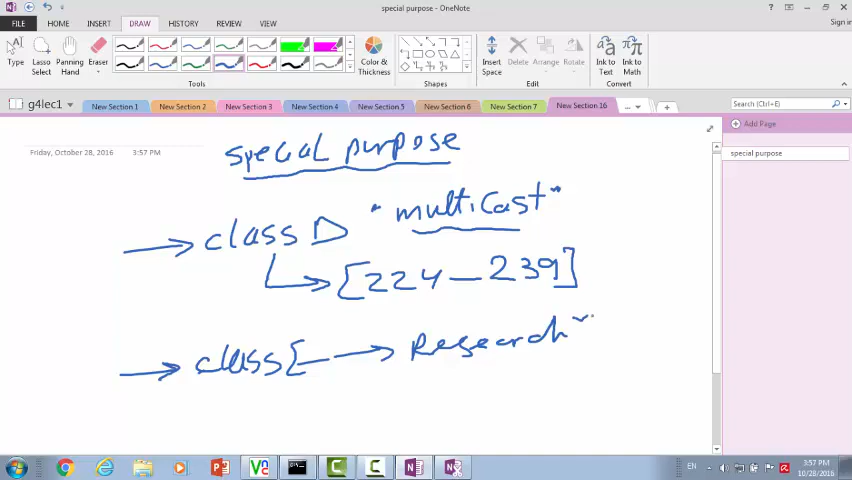 special purpose - OneNote
FILE HOME INSERT DRAW HISTORY REVIEW VIEW
Sign in
Type Lasso Select Panning Hand Eraser Color & Thickness Insert Space Delete Arrange Ink to Text Ink to Math
Tools Shapes Edit Convert
g4lec1 New Section 1 New Section 2 New Section 3 New Section 4 New Section 5 New Section 6 New Section 7 New Section 16 ... + Search (Ctrl+E)
Add Page
special purpose
Friday, October 28, 2016 3:57 PM
special purpose
class D "multicast"
[224 — 239]
class E Research "
EN 3:57 PM
10/28/2016